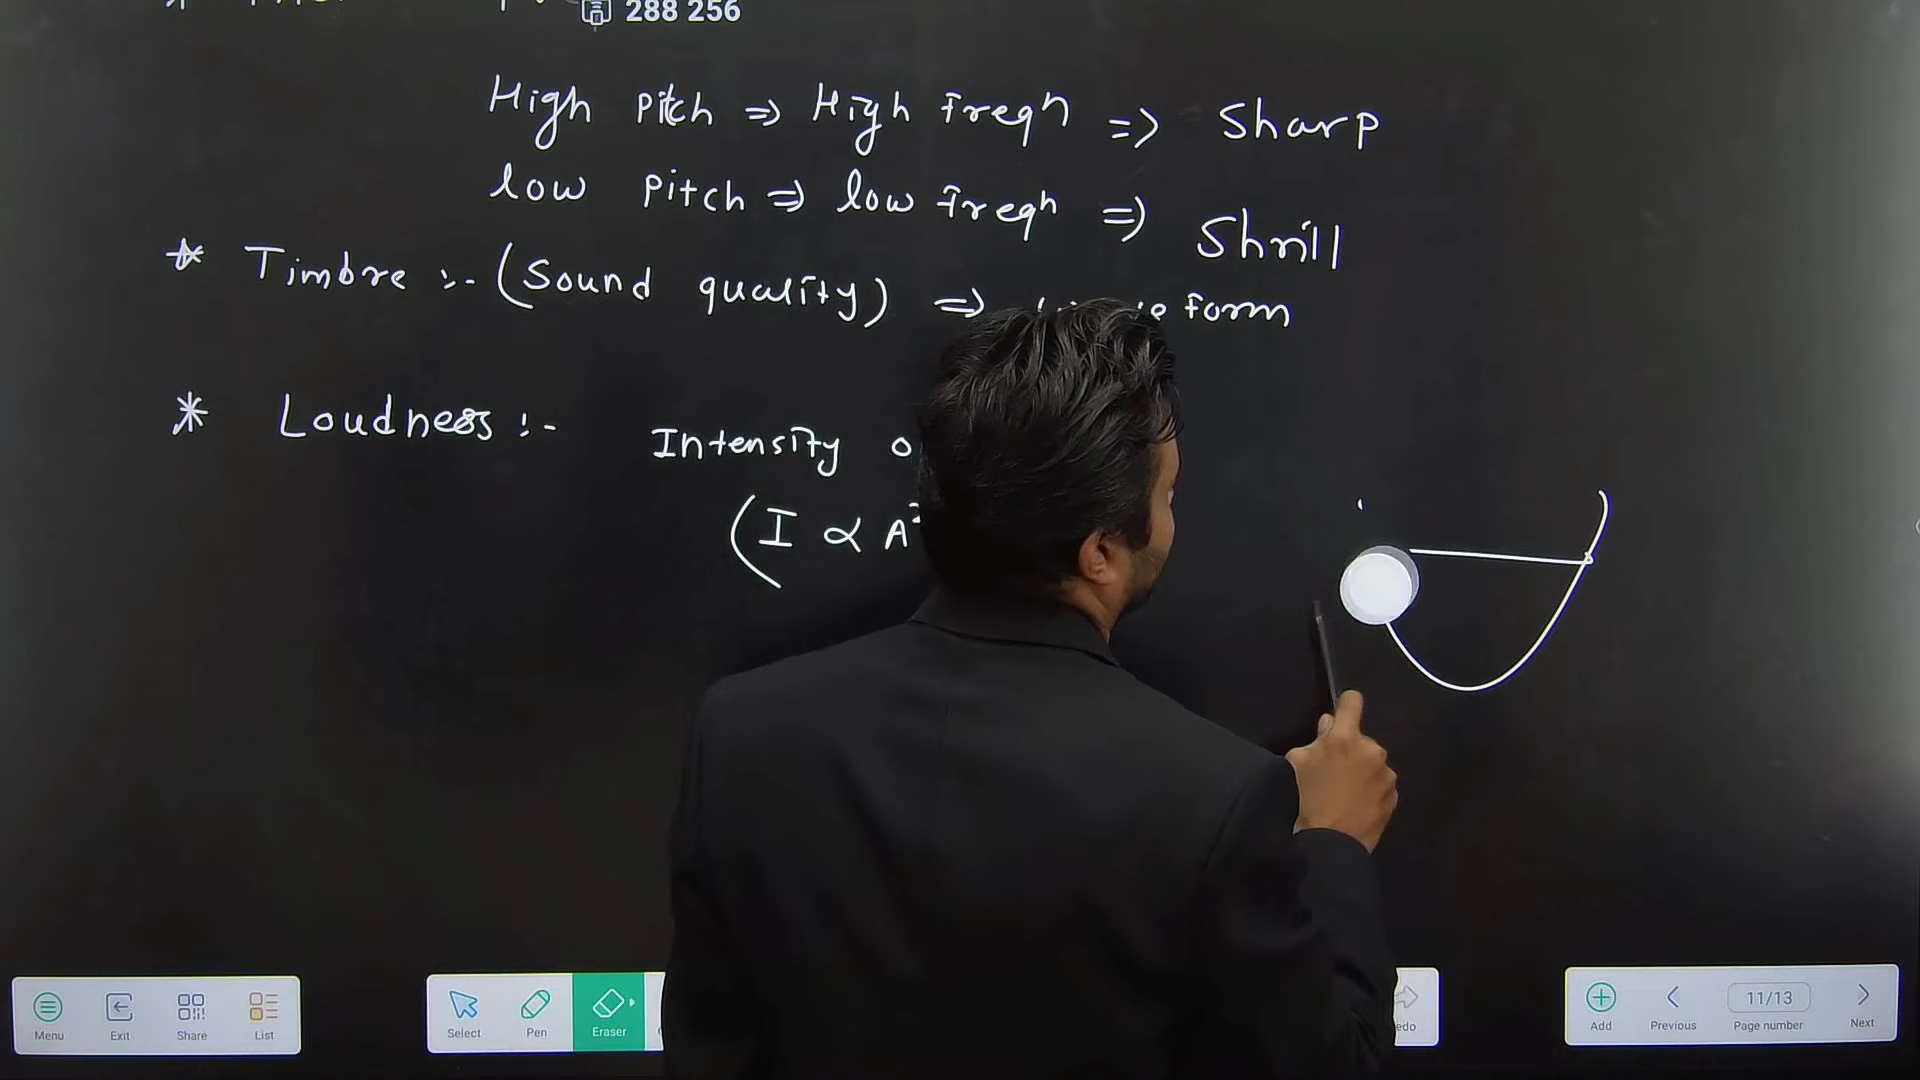 288 256
High Pitch ⇒ High freqn => Sharp
low Pitch ⇒ low freqn ⇒ Shrill
* Timbre :- (Sound quality) ⇒ form
* Loudness :- Intensity
(I ∝ A²
Menu Exit Share List Select Pen Eraser Add Previous 11/13 Page number Next